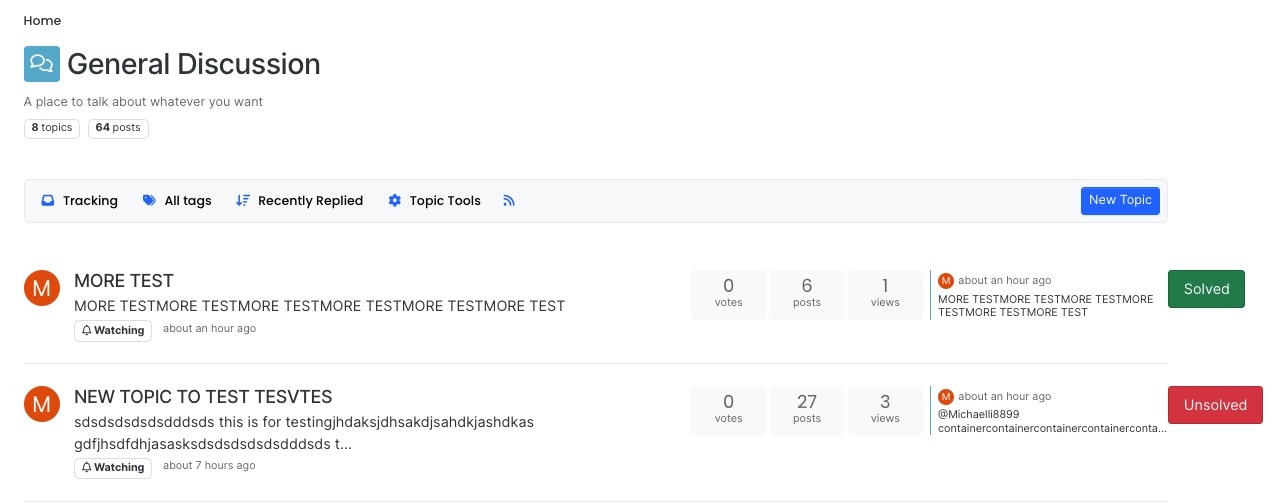 Home
General Discussion
A place to talk about whatever you want
8 topics 64 posts
Tracking All tags Recently Replied Topic Tools New Topic
M MORE TEST
MORE TESTMORE TESTMORE TESTMORE TESTMORE TESTMORE TEST
Watching about an hour ago
0 votes
6 posts
1 views
M about an hour ago
MORE TESTMORE TESTMORE TESTMORE
TESTMORE TESTMORE TEST
Solved
M NEW TOPIC TO TEST TESVTES
sdsdsdsdsdsdddsds this is for testingjhdaksjdhsakdjsahdkjashdkas
gdfjhsdfdhjasasksdsdsdsdsdsdddsds t...
Watching about 7 hours ago
0 votes
27 posts
3 views
M about an hour ago
@Michaelli8899
containercontainercontainercontainerconta...
Unsolved